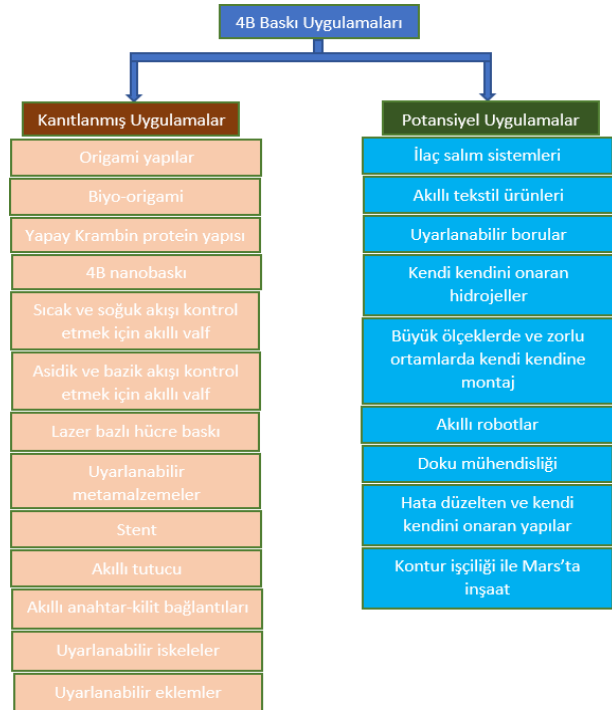 4B Baskı Uygulamaları
Kanıtlanmış Uygulamalar
Origami yapılar
Biyo-origami
Yapay Krambin protein yapısı
4B nanobaskı
Sıcak ve soğuk akışı kontrol
etmek için akıllı valf
Asidik ve bazik akışı kontrol
etmek için akıllı valf
Lazer bazlı hücre baskı
Uyarlanabilir
metamalzemeler
Stent
Akıllı tutucu
Akıllı anahtar-kilit bağlantıları
Uyarlanabilir iskeleler
Uyarlanabilir eklemler
Potansiyel Uygulamalar
İlaç salım sistemleri
Akıllı tekstil ürünleri
Uyarlanabilir borular
Kendi kendini onaran
hidrojeller
Büyük ölçeklerde ve zorlu
ortamlarda kendi kendine
montaj
Akıllı robotlar
Doku mühendisliği
Hata düzelten ve kendi
kendini onaran yapılar
Kontur işçiliği ile Mars’ta
inşaat